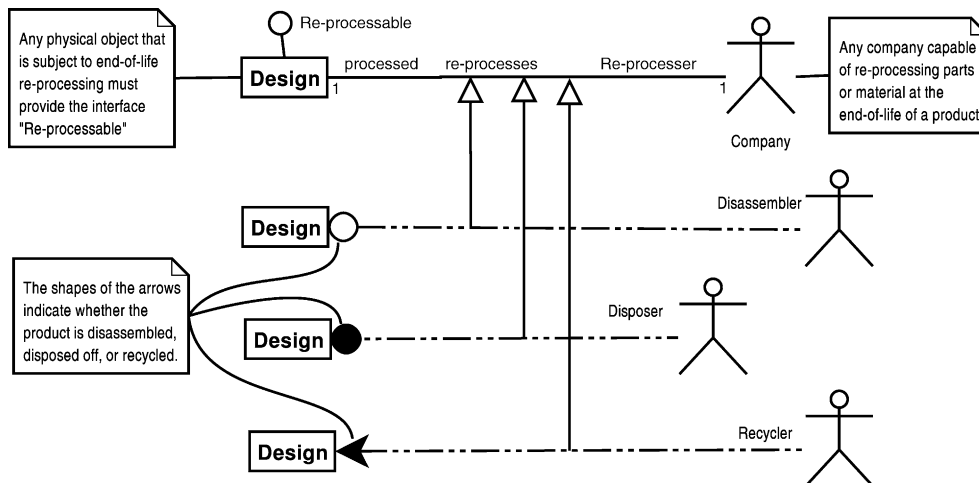 Re-processable
Any physical object that
is subject to end-of-life
re-processing must
provide the interface
"Re-processable"
Design
processed
1
re-processes
Re-processer
1
Company
Any company capable
of re-processing parts
or material at the
end-of-life of a product
Design
Disassembler
The shapes of the arrows
indicate whether the
product is disassembled,
disposed off, or recycled.
Design
Disposer
Design
Recycler